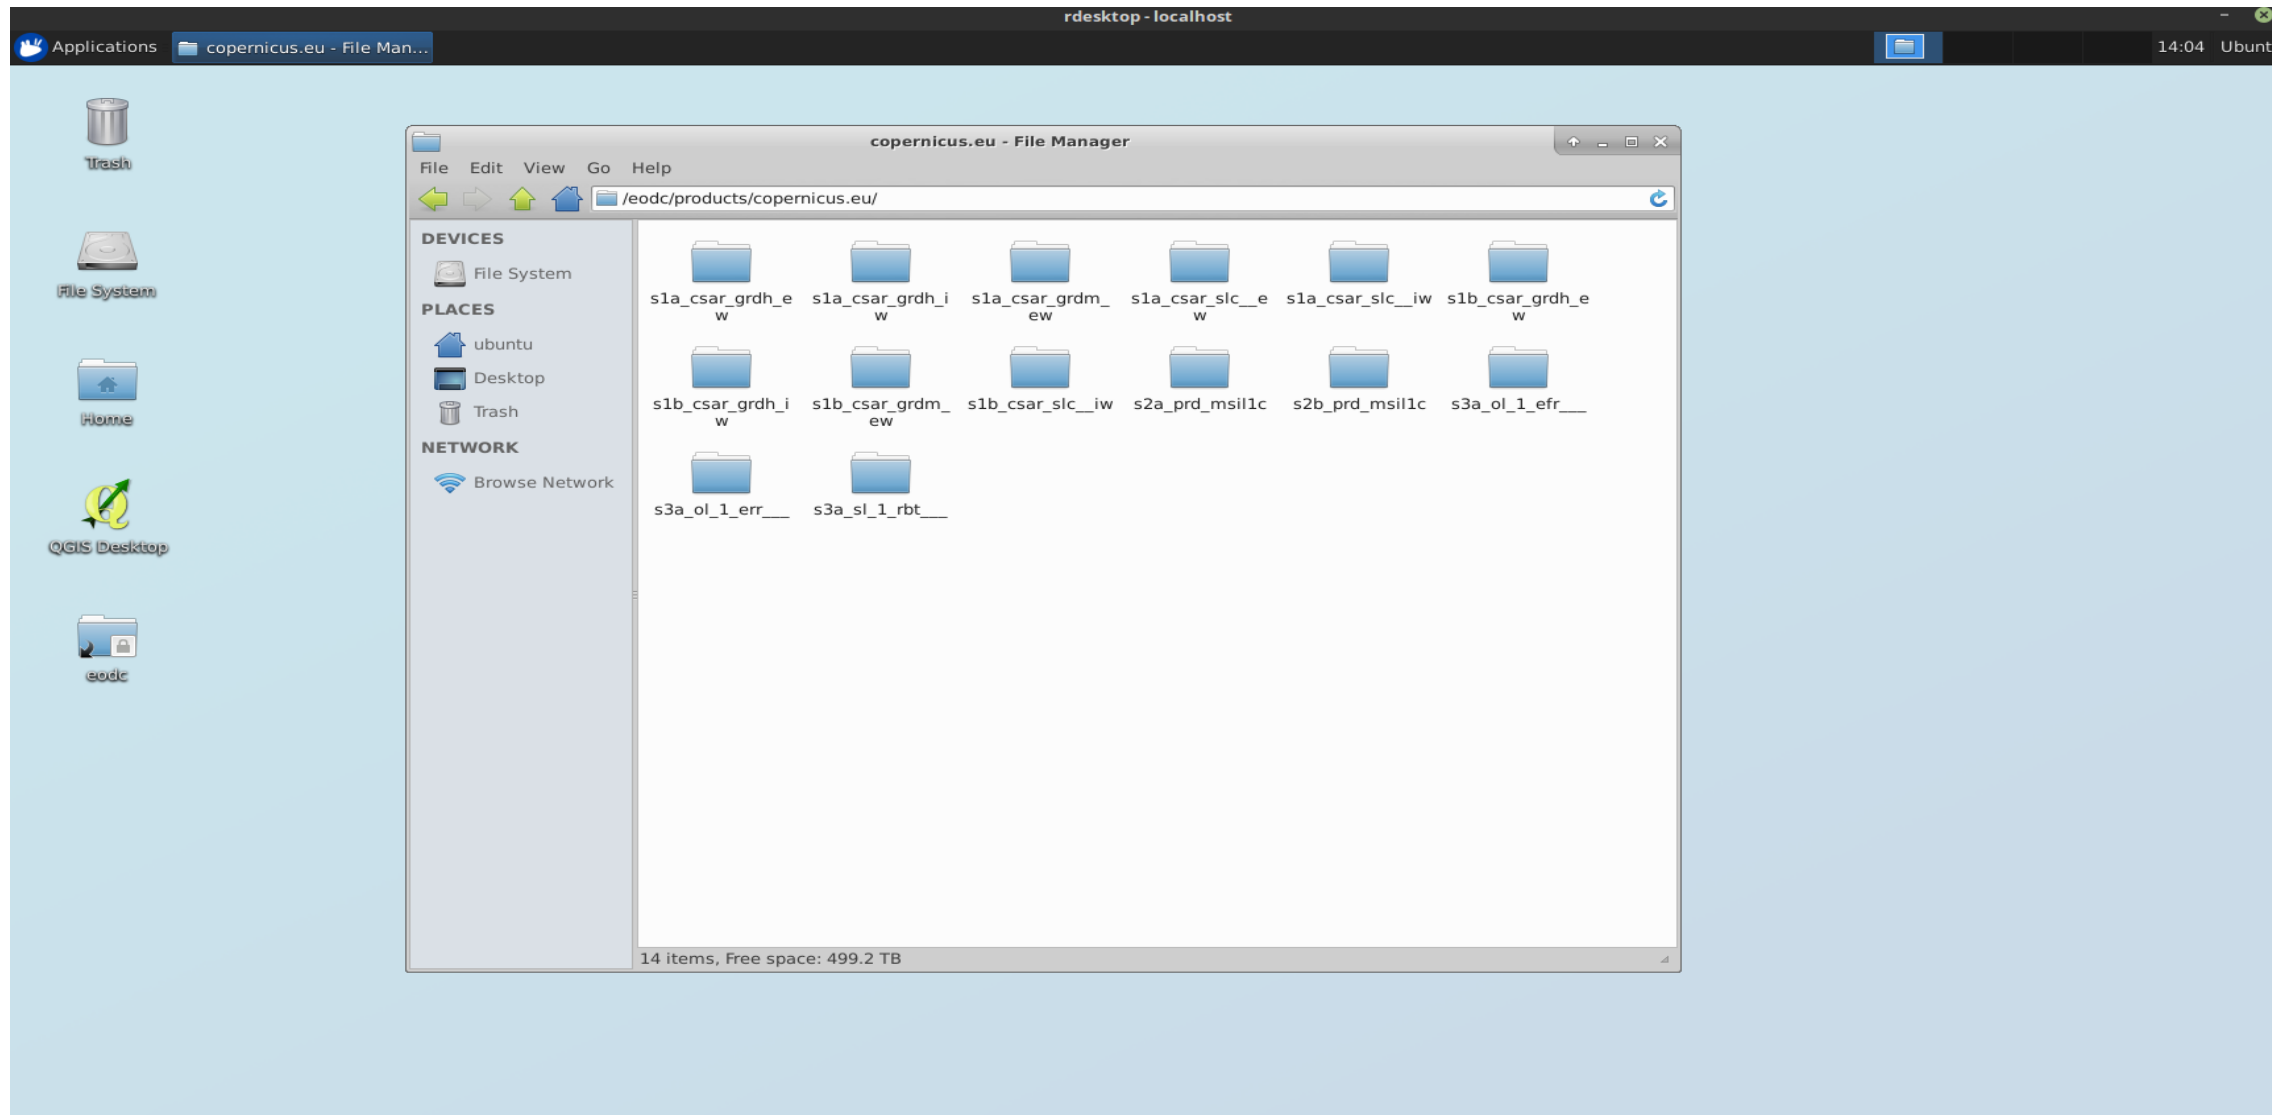 rdesktop - localhost
Applications copernicus.eu - File Man... 14:04 Ubunt
Trash
File System
Home
QGIS Desktop
eodc
copernicus.eu - File Manager
File Edit View Go Help
/eodc/products/copernicus.eu/
DEVICES
File System
PLACES
ubuntu
Desktop
Trash
NETWORK
Browse Network
s1a_csar_grdh_e
w
s1a_csar_grdh_i
w
s1a_csar_grdm_
ew
s1a_csar_slc__e
w
s1a_csar_slc__iw
s1b_csar_grdh_e
w
s1b_csar_grdh_i
w
s1b_csar_grdm_
ew
s1b_csar_slc__iw
s2a_prd_msil1c
s2b_prd_msil1c
s3a_ol_1_efr___
s3a_ol_1_err___
s3a_sl_1_rbt___
14 items, Free space: 499.2 TB